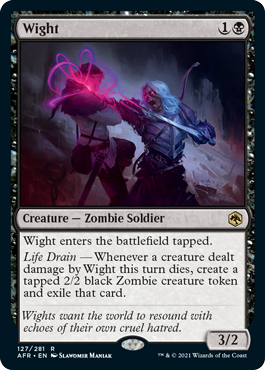 Wight 1
Creature — Zombie Soldier
Wight enters the battlefield tapped.
Life Drain — Whenever a creature dealt
damage by Wight this turn dies, create a
tapped 2/2 black Zombie creature token
and exile that card.
Wights want the world to resound with
echoes of their own cruel hatred.
3/2
127/281 R
AFR • EN SLAWOMIR MANIAK
™ & © 2021 Wizards of the Coast